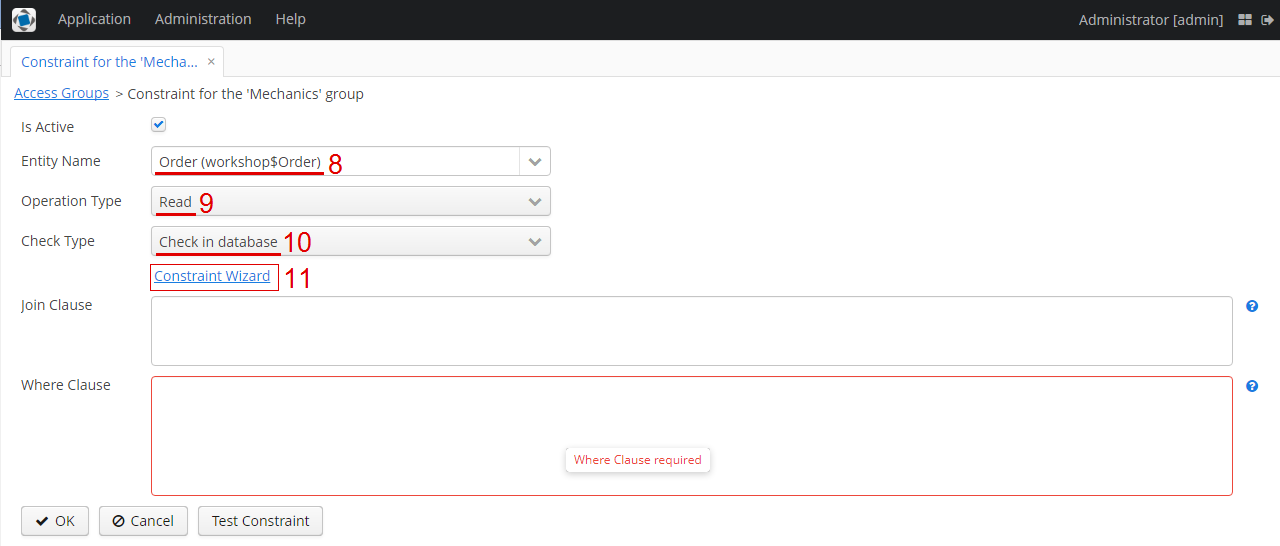 Application Administration Help Administrator [admin]
Constraint for the 'Mecha... ×
Access Groups > Constraint for the 'Mechanics' group
Is Active
Entity Name Order (workshop$Order) 8
Operation Type Read 9
Check Type Check in database 10
Constraint Wizard 11
Join Clause ?
Where Clause ?
Where Clause required
OK Cancel Test Constraint